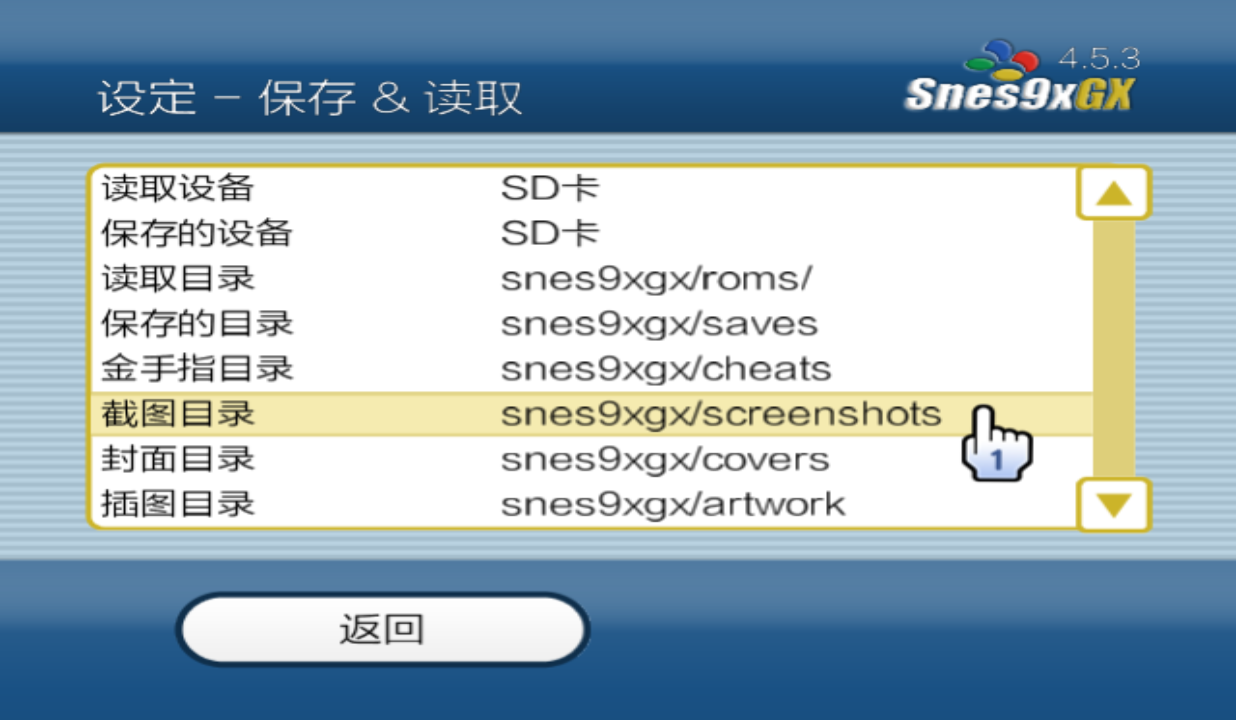 4.5.3
设定 - 保存 & 读取
Snes9xGX
读取设备 SD卡
保存的设备 SD卡
读取目录 snes9xgx/roms/
保存的目录 snes9xgx/saves
金手指目录 snes9xgx/cheats
截图目录 snes9xgx/screenshots
1
封面目录 snes9xgx/covers
插图目录 snes9xgx/artwork
返回